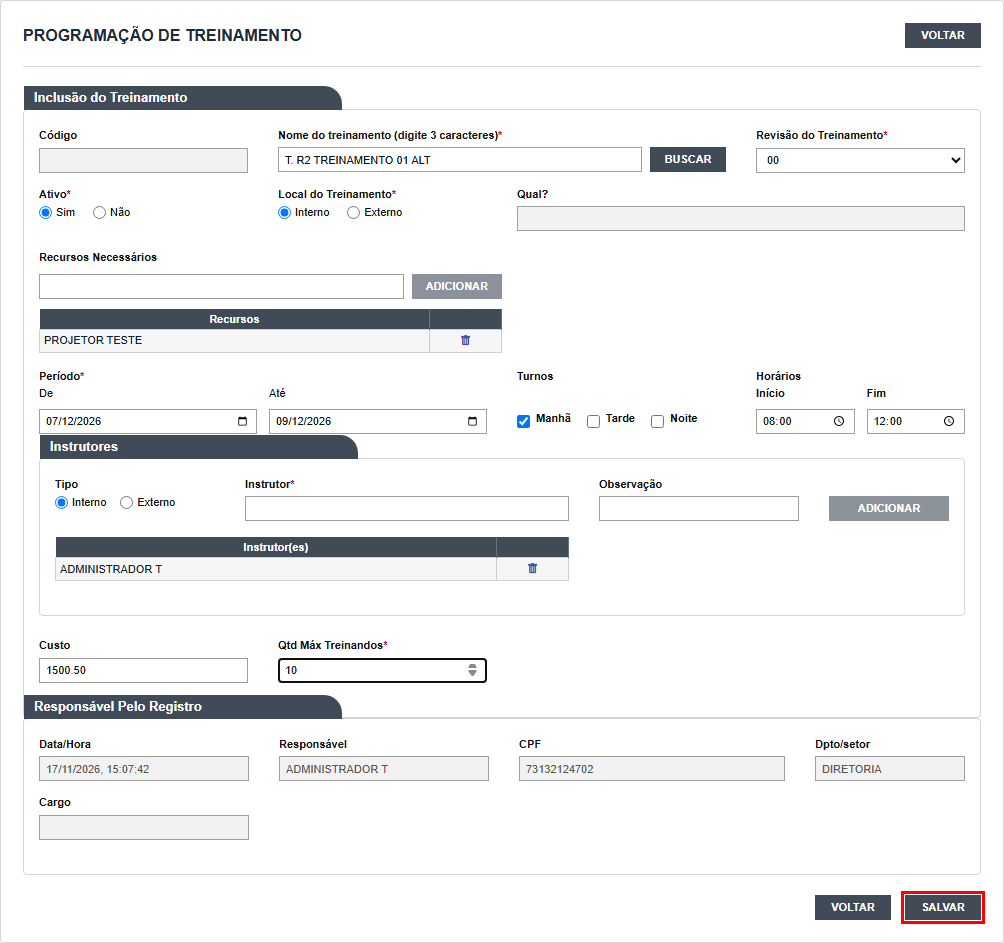 PROGRAMAÇÃO DE TREINAMENTO
VOLTAR
Inclusão do Treinamento
Código
Nome do treinamento (digite 3 caracteres)*
Revisão do Treinamento*
T. R2 TREINAMENTO 01 ALT
BUSCAR
00
Ativo*
Local do Treinamento*
Qual?
Sim Não
Interno Externo
Recursos Necessários
ADICIONAR
Recursos
PROJETOR TESTE
Período*
Turnos
Horários
De
Até
Início
Fim
07/12/2026
09/12/2026
Manhã Tarde Noite
08:00
12:00
Instrutores
Tipo
Instrutor*
Observação
Interno Externo
ADICIONAR
Instrutor(es)
ADMINISTRADOR T
Custo
Qtd Máx Treinandos*
1500.50
10
Responsável Pelo Registro
Data/Hora
Responsável
CPF
Dpto/setor
17/11/2026, 15:07:42
ADMINISTRADOR T
73132124702
DIRETORIA
Cargo
VOLTAR
SALVAR